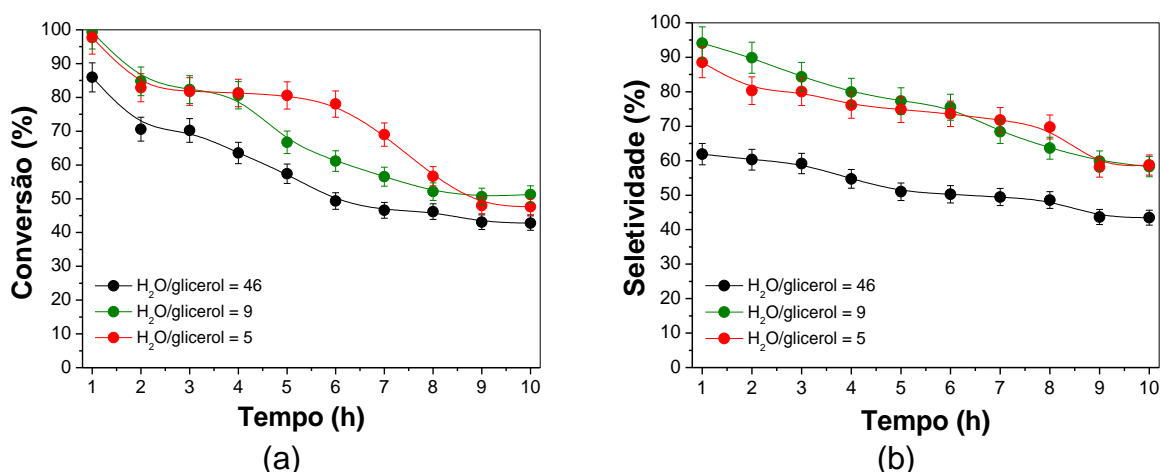 100
90
80
70
60
50
40
30
20
10
0
Conversão (%)
H₂O/glicerol = 46
H₂O/glicerol = 9
H₂O/glicerol = 5
1 2 3 4 5 6 7 8 9 10
Tempo (h)
(a)
100
90
80
70
60
50
40
30
20
10
0
Seletividade (%)
H₂O/glicerol = 46
H₂O/glicerol = 9
H₂O/glicerol = 5
1 2 3 4 5 6 7 8 9 10
Tempo (h)
(b)